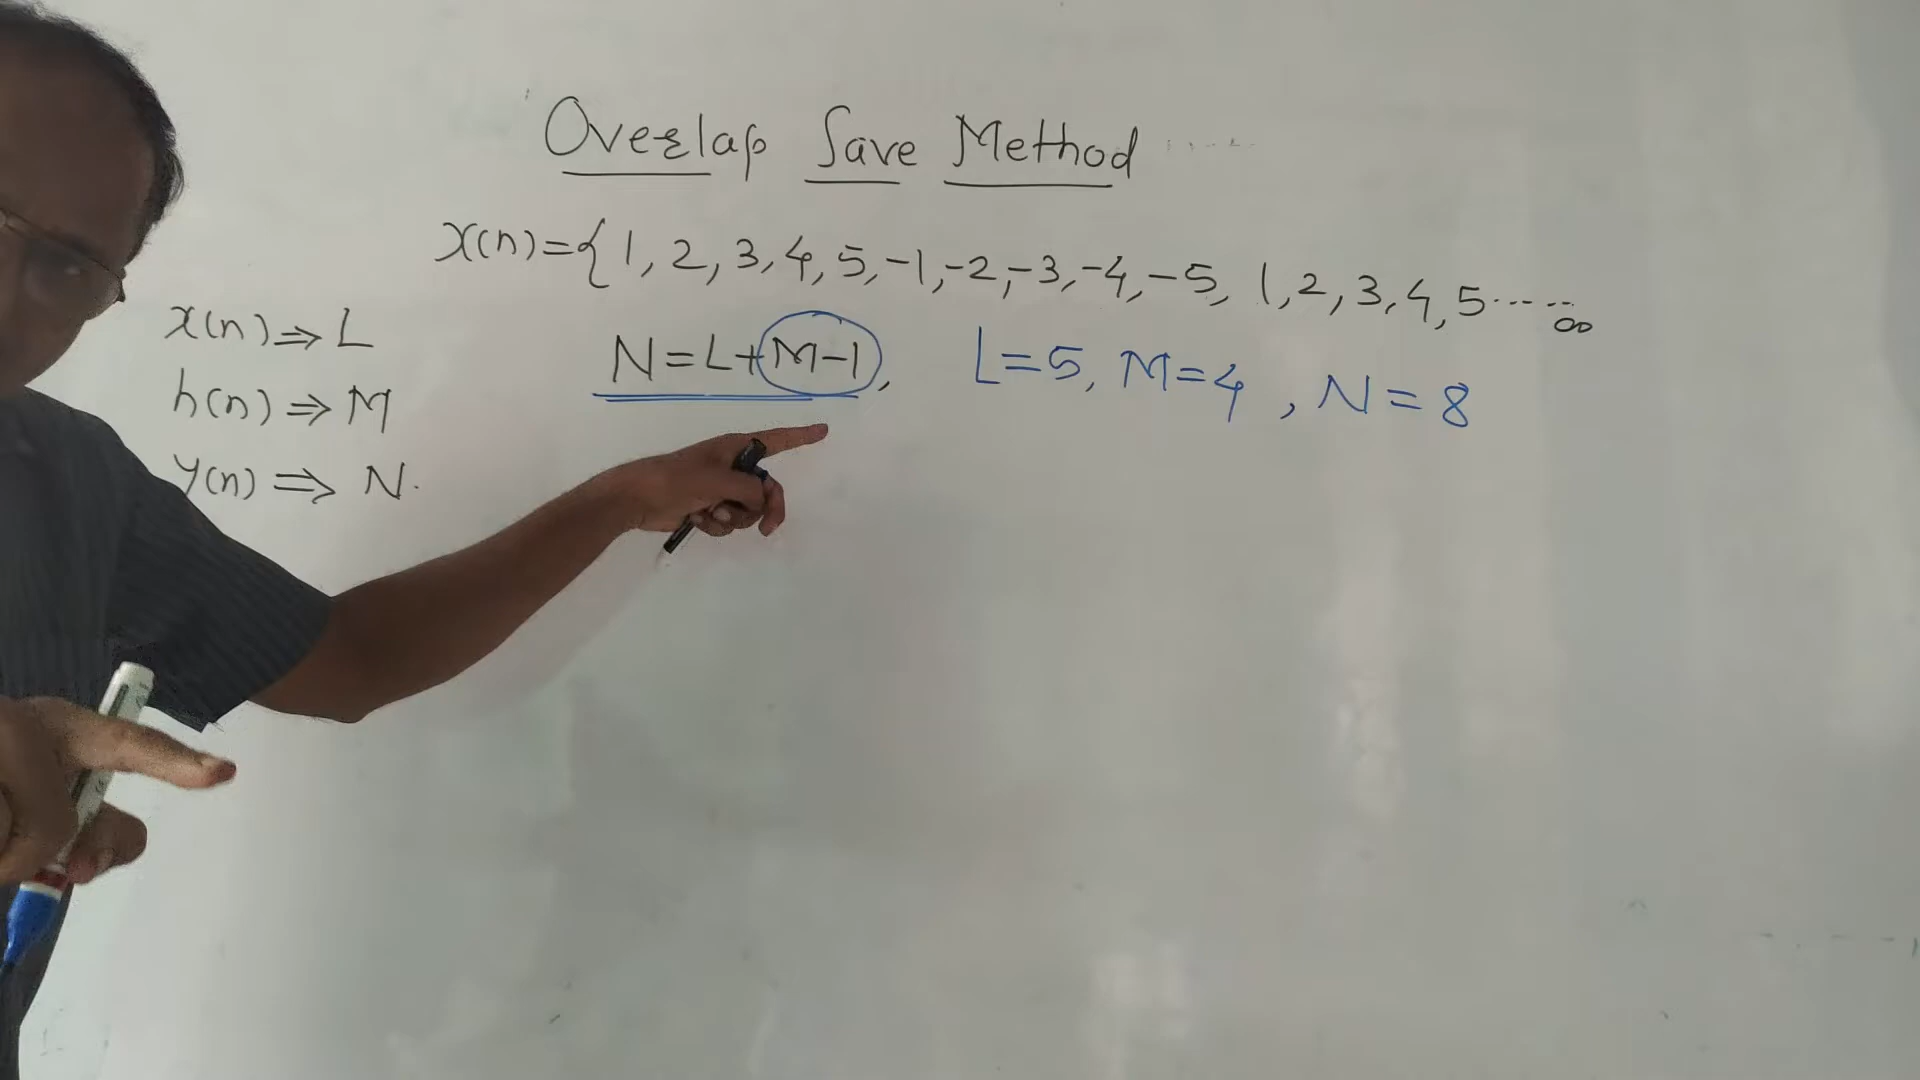 Overlap Save Method
x(n)={1, 2, 3, 4, 5, -1, -2, -3, -4, -5, 1, 2, 3, 4, 5......∞
x(n) ⇒ L
N=L+M-1, L=5, M=4, N=8
h(n) ⇒ M
y(n) ⇒ N.